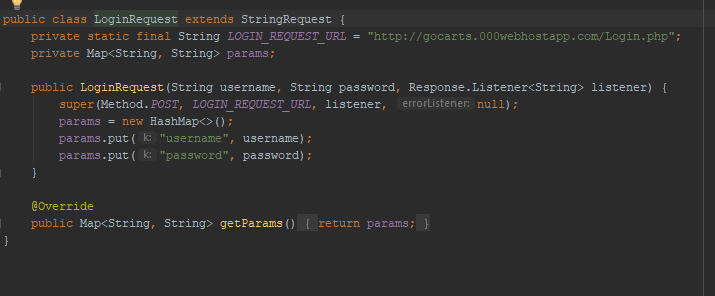 public class LoginRequest extends StringRequest {
private static final String LOGIN_REQUEST_URL = "http://gocarts.000webhostapp.com/Login.php";
private Map<String, String> params;
public LoginRequest(String username, String password, Response.Listener<String> listener) {
super(Method.POST, LOGIN_REQUEST_URL, listener, errorListener: null);
params = new HashMap<>();
params.put( k: "username", username);
params.put( k: "password", password);
}
@Override
public Map<String, String> getParams() { return params; }
}